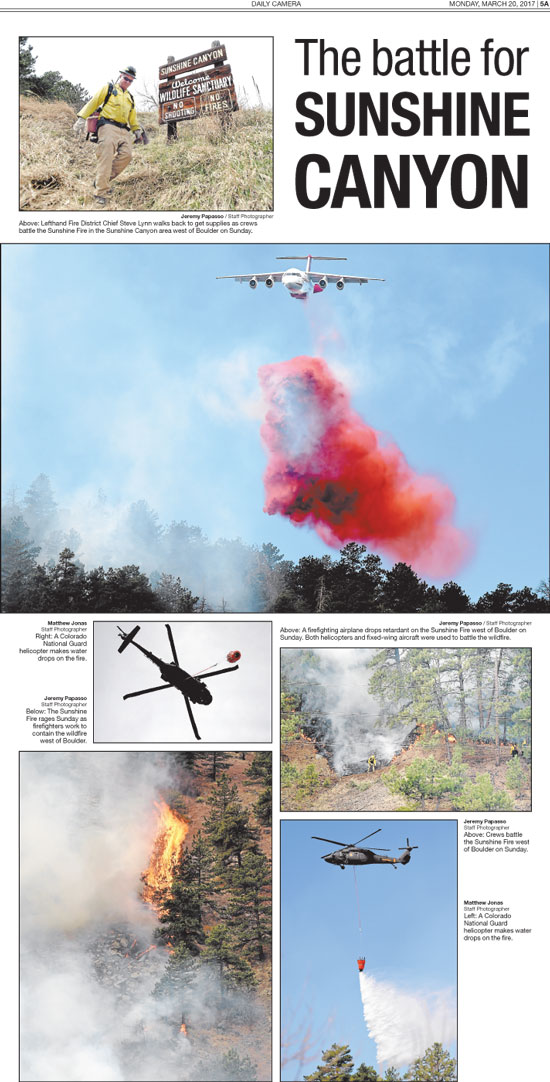 DAILY CAMERA
MONDAY, MARCH 20, 2017 | 5A
The battle for
SUNSHINE
CANYON
SUNSHINE CANYON
Welcome
WILDLIFE SANCTUARY
NO SHOOTING
NO FIRES
Jeremy Papasso / Staff Photographer
Above: Lefthand Fire District Chief Steve Lynn walks back to get supplies as crews
battle the Sunshine Fire in the Sunshine Canyon area west of Boulder on Sunday.
Matthew Jonas
Staff Photographer
Right: A Colorado
National Guard
helicopter makes water
drops on the fire.
Jeremy Papasso / Staff Photographer
Above: A firefighting airplane drops retardant on the Sunshine Fire west of Boulder on
Sunday. Both helicopters and fixed-wing aircraft were used to battle the wildfire.
Jeremy Papasso
Staff Photographer
Below: The Sunshine
Fire rages Sunday as
firefighters work to
contain the wildfire
west of Boulder.
Jeremy Papasso
Staff Photographer
Above: Crews battle
the Sunshine Fire west
of Boulder on Sunday.
Matthew Jonas
Staff Photographer
Left: A Colorado
National Guard
helicopter makes water
drops on the fire.